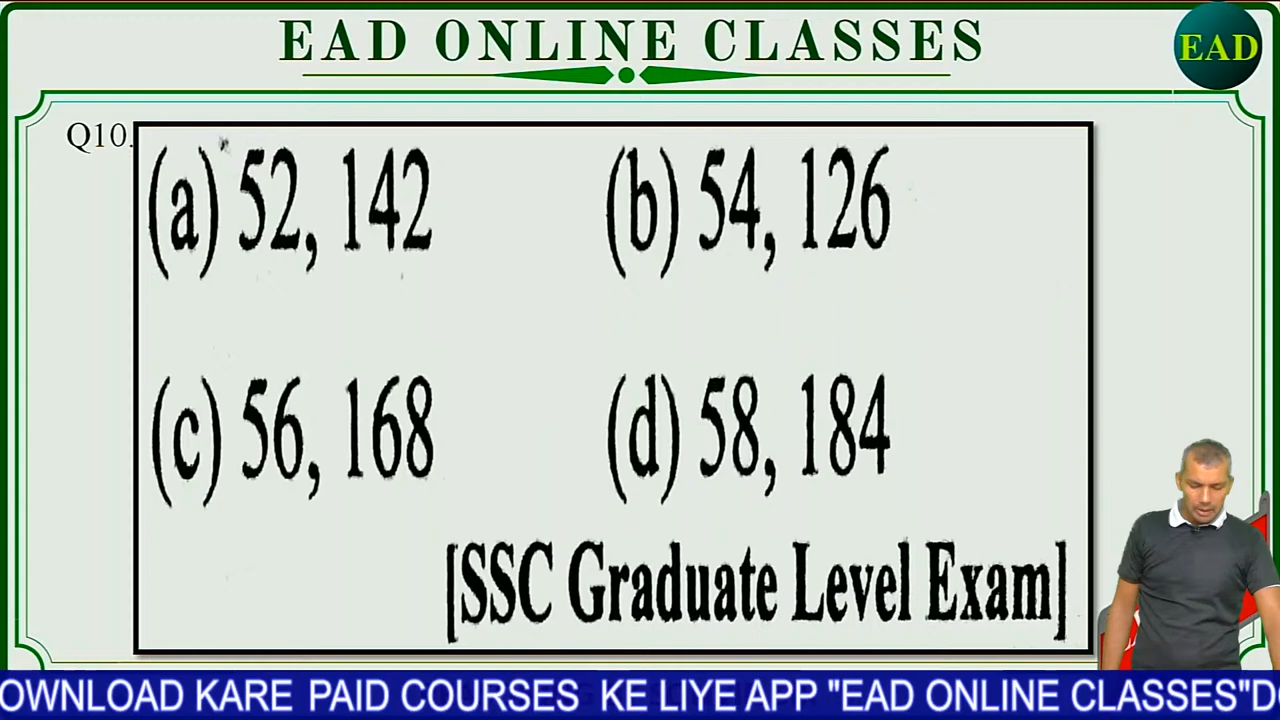 EAD ONLINE CLASSES
EAD
Q10.
(a) 52, 142 (b) 54, 126
(c) 56, 168 (d) 58, 184
[SSC Graduate Level Exam]
OWNLOAD KARE PAID COURSES KE LIYE APP "EAD ONLINE CLASSES"D